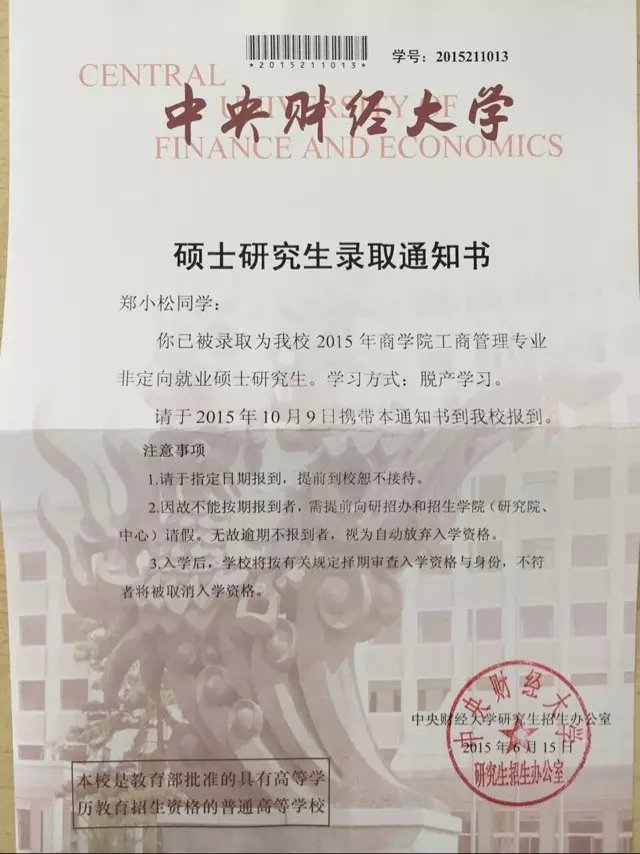 *2015211013*
学号：2015211013
CENTRAL
UNIVERSITY OF
中央财经大学
FINANCE AND ECONOMICS
硕士研究生录取通知书
郑小松同学：
你已被录取为我校 2015 年商学院工商管理专业
非定向就业硕士研究生。学习方式：脱产学习。
请于 2015 年 10 月 9 日携带本通知书到我校报到。
注意事项
1.请于指定日期报到，提前到校恕不接待。
2.因故不能按期报到者，需提前向研招办和招生学院（研究院、
中心）请假。无故逾期不报到者，视为自动放弃入学资格。
3.入学后，学校将按有关规定择期审查入学资格与身份，不符
者将被取消入学资格。
中央财经大学研究生招生办公室
2015 年 6 月 15 日
中央财经大学
研究生招生办公室
本校是教育部批准的具有高等学
历教育招生资格的普通高等学校